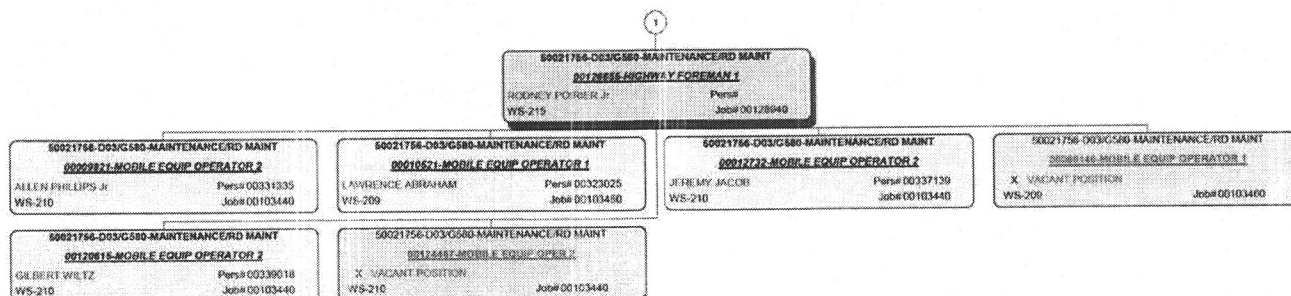 1
50021756-D03/G580-MAINTENANCE/RD MAINT
00126655-HIGHWAY FOREMAN 1
RODNEY POIRIER Jr Pers#
WS-215 Job# 00128940
50021756-D03/G580-MAINTENANCE/RD MAINT
00009821-MOBILE EQUIP OPERATOR 2
ALLEN PHILLIPS Jr Pers# 00331335
WS-210 Job# 00103440
50021756-D03/G580-MAINTENANCE/RD MAINT
00010521-MOBILE EQUIP OPERATOR 1
LAWRENCE ABRAHAM Pers# 00323025
WS-209 Job# 00103460
50021756-D03/G580-MAINTENANCE/RD MAINT
00012732-MOBILE EQUIP OPERATOR 2
JEREMY JACOB Pers# 00337139
WS-210 Job# 00103440
50021756-D03/G580-MAINTENANCE/RD MAINT
MOBILE EQUIP OPERATOR 1
X VACANT POSITION
WS-209 Job# 00103460
50021756-D03/G580-MAINTENANCE/RD MAINT
00120615-MOBILE EQUIP OPERATOR 2
GILBERT WILTZ Pers# 00339018
WS-210 Job# 00103440
50021756-D03/G580-MAINTENANCE/RD MAINT
00124467-MOBILE EQUIP OPER 2
X VACANT POSITION
WS-210 Job# 00103440